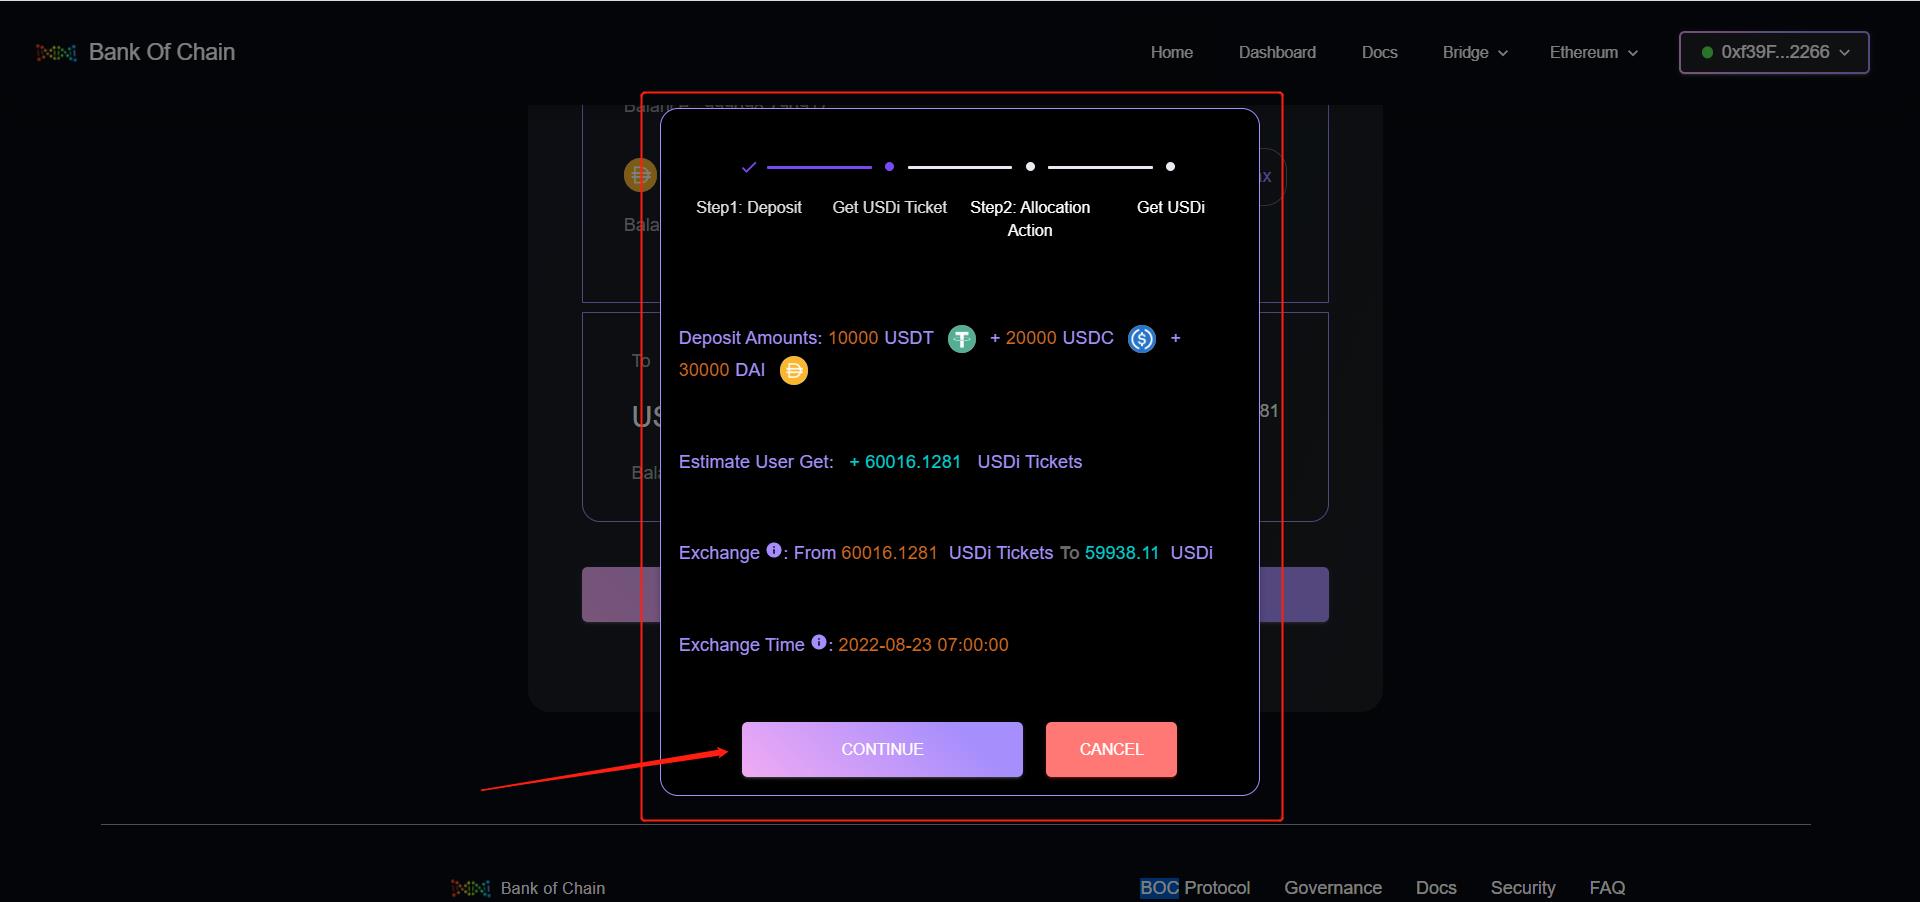 Bank Of Chain
Home Dashboard Docs Bridge Ethereum 0xf39F...2266
Step1: Deposit Get USDi Ticket Step2: Allocation Action Get USDi
Deposit Amounts: 10000 USDT + 20000 USDC +
30000 DAI
To
81
Estimate User Get: + 60016.1281 USDi Tickets
Exchange : From 60016.1281 USDi Tickets To 59938.11 USDi
Exchange Time : 2022-08-23 07:00:00
CONTINUE CANCEL
Bank of Chain
BOC Protocol Governance Docs Security FAQ